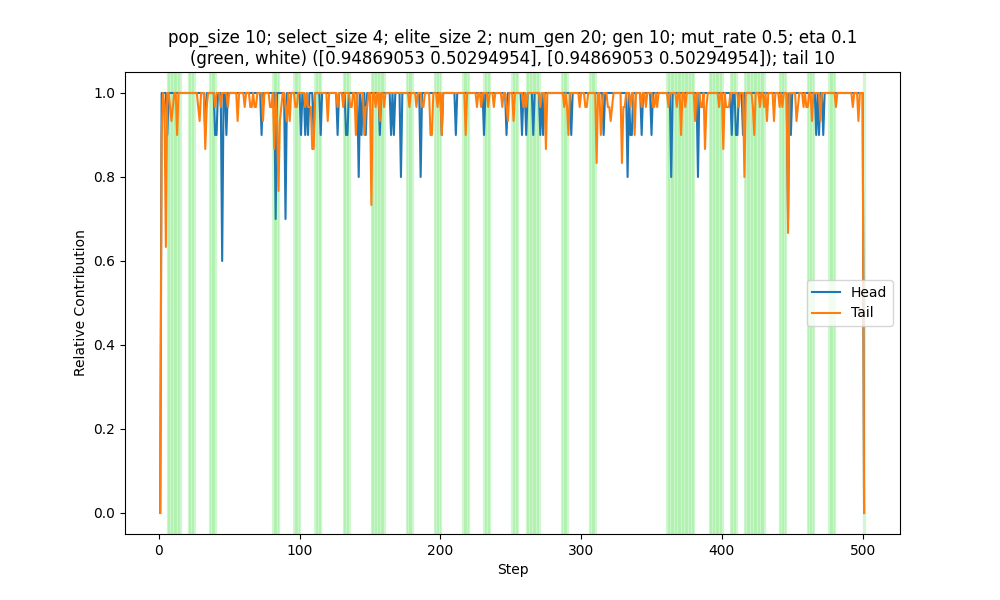 pop_size 10; select_size 4; elite_size 2; num_gen 20; gen 10; mut_rate 0.5; eta 0.1
(green, white) ([0.94869053 0.50294954], [0.94869053 0.50294954]); tail 10
1.0
0.8
0.6
0.4
0.2
0.0
Relative Contribution
Head
Tail
0 100 200 300 400 500
Step